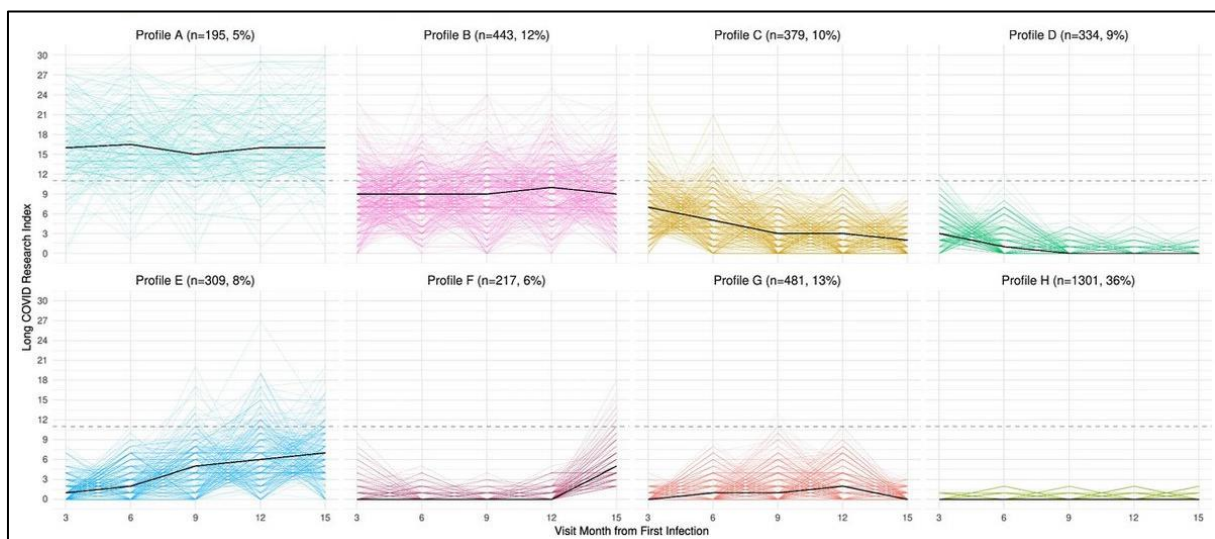 Profile A (n=195, 5%)
Profile B (n=443, 12%)
Profile C (n=379, 10%)
Profile D (n=334, 9%)
30
27
24
21
18
15
12
9
6
3
0
Long COVID Research Index
Profile E (n=309, 8%)
Profile F (n=217, 6%)
Profile G (n=481, 13%)
Profile H (n=1301, 36%)
30
27
24
21
18
15
12
9
6
3
0
3 6 9 12 15
3 6 9 12 15
3 6 9 12 15
3 6 9 12 15
Visit Month from First Infection